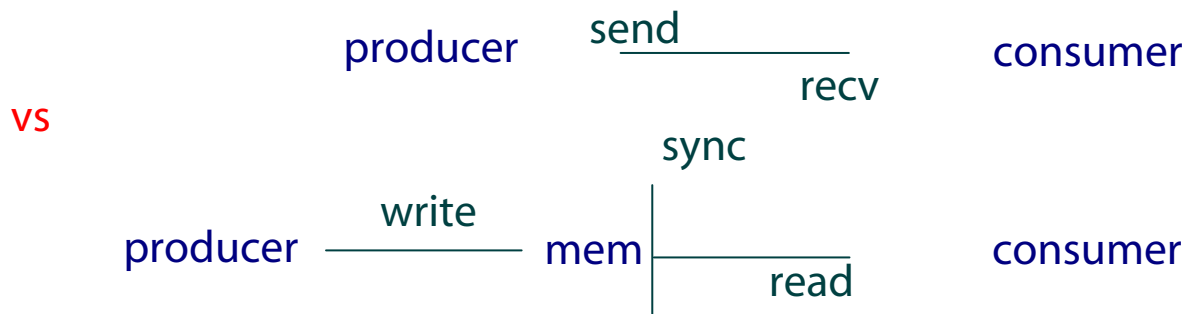 producer send consumer
recv
vs
sync
write
producer mem consumer
read